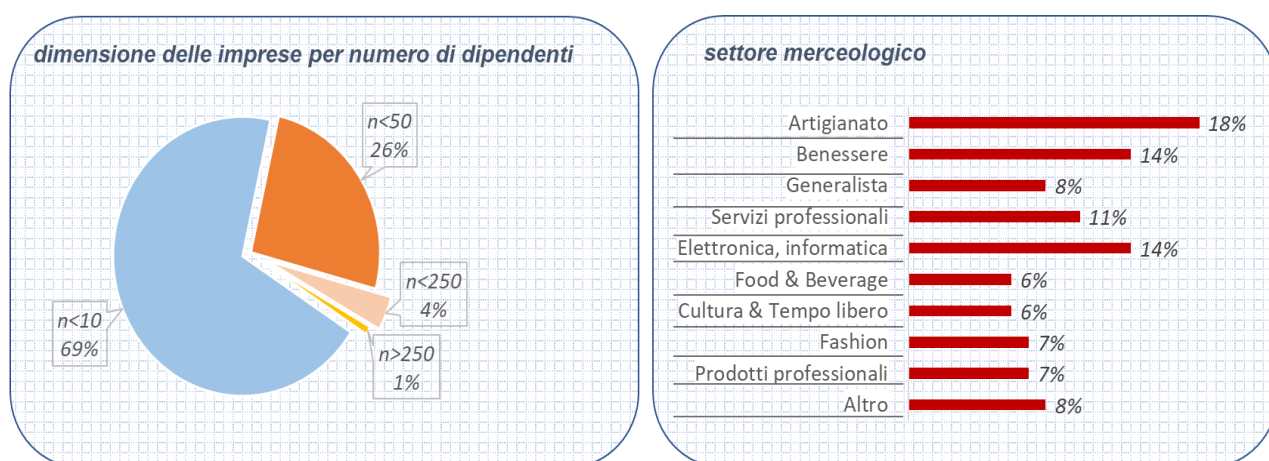 dimensione delle imprese per numero di dipendenti
n<50
26%
n<250
4%
n>250
1%
n<10
69%
settore merceologico
Artigianato 18%
Benessere 14%
Generalista 8%
Servizi professionali 11%
Elettronica, informatica 14%
Food & Beverage 6%
Cultura & Tempo libero 6%
Fashion 7%
Prodotti professionali 7%
Altro 8%